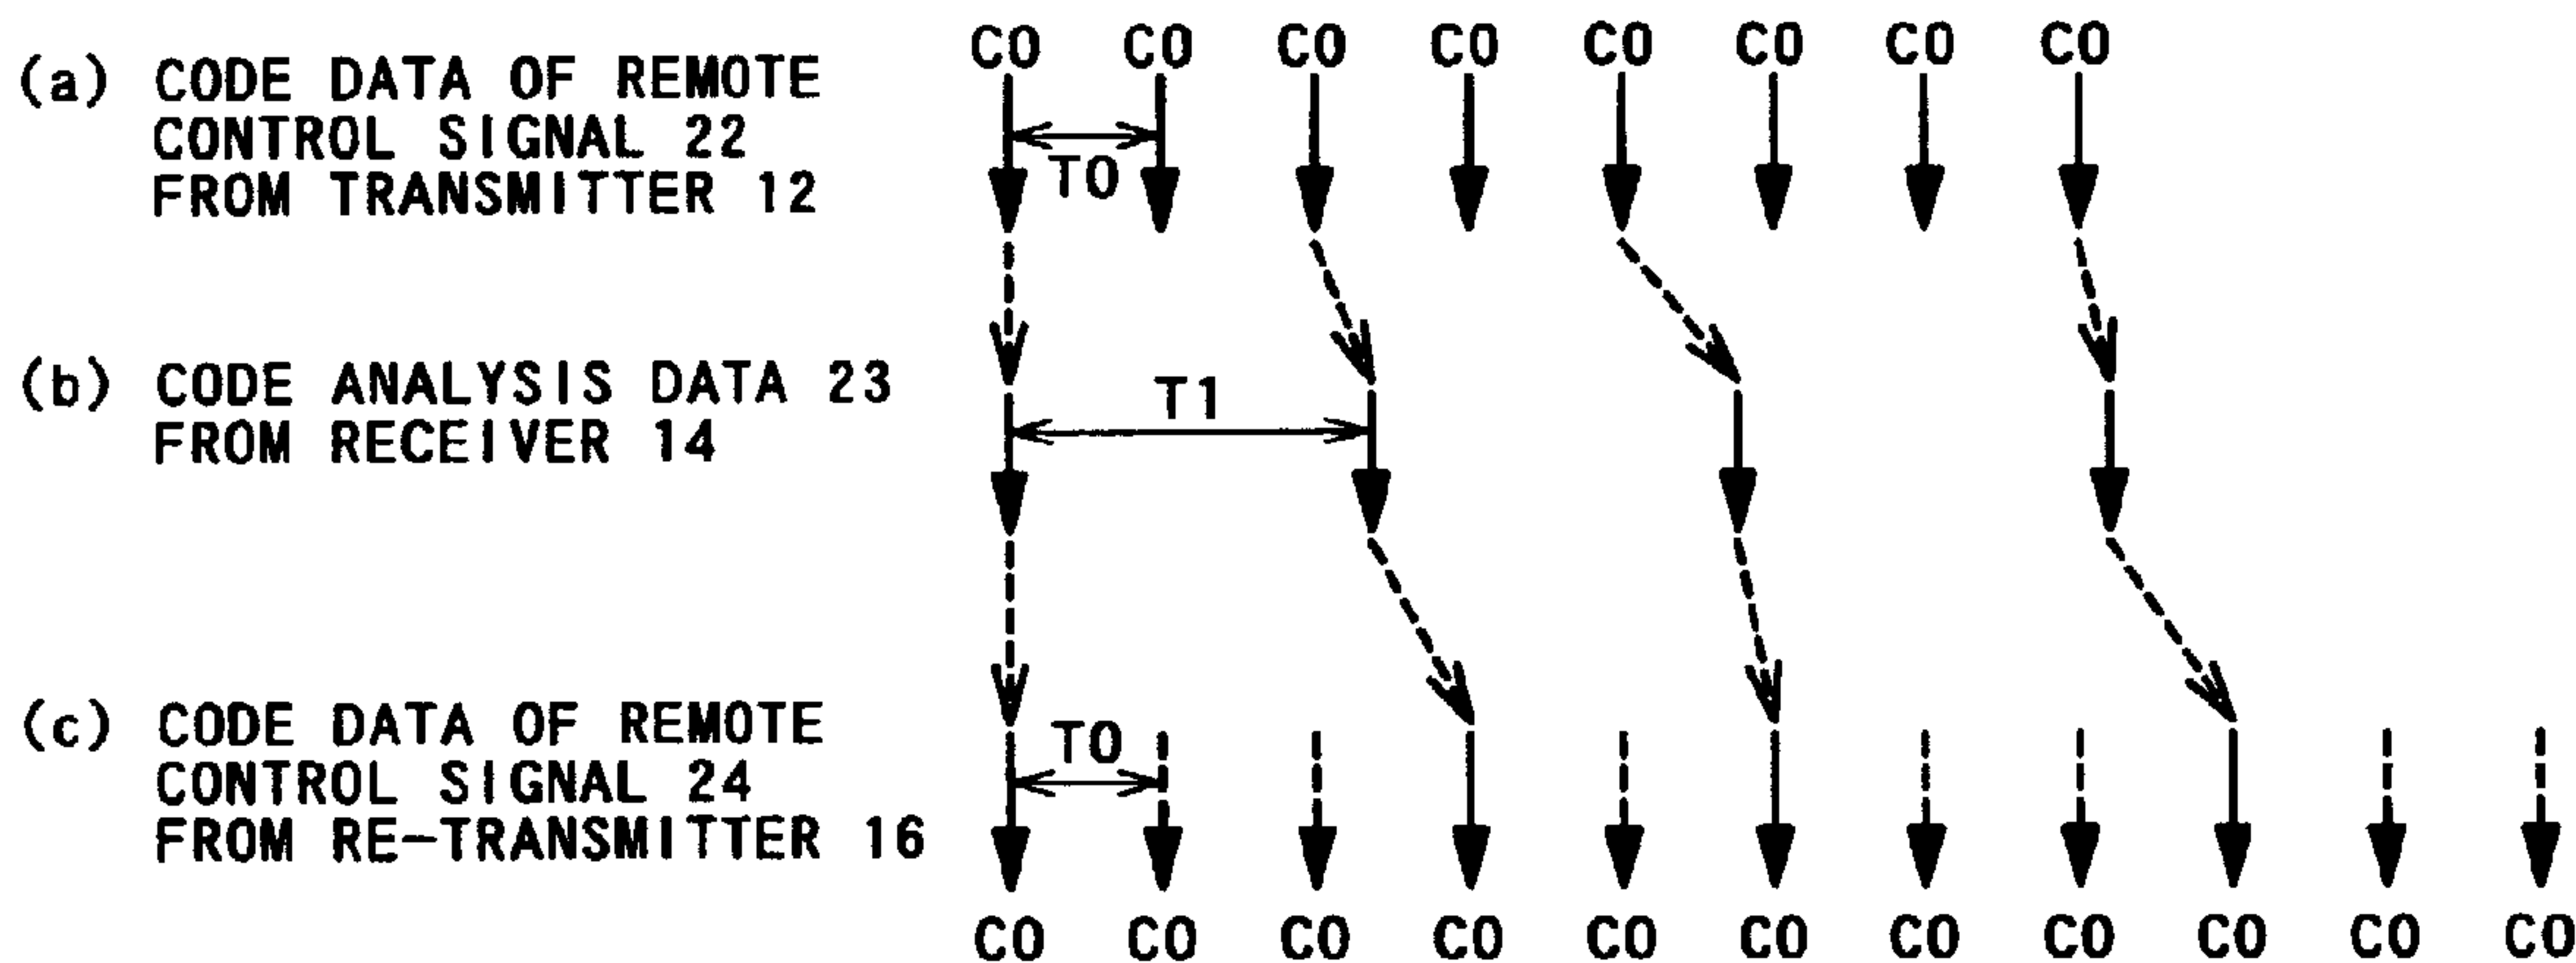 CO CO CO CO CO CO CO CO
(a) CODE DATA OF REMOTE
CONTROL SIGNAL 22
FROM TRANSMITTER 12
T0
(b) CODE ANALYSIS DATA 23
FROM RECEIVER 14
T1
(c) CODE DATA OF REMOTE
CONTROL SIGNAL 24
FROM RE-TRANSMITTER 16
T0
CO CO CO CO CO CO CO CO CO CO CO